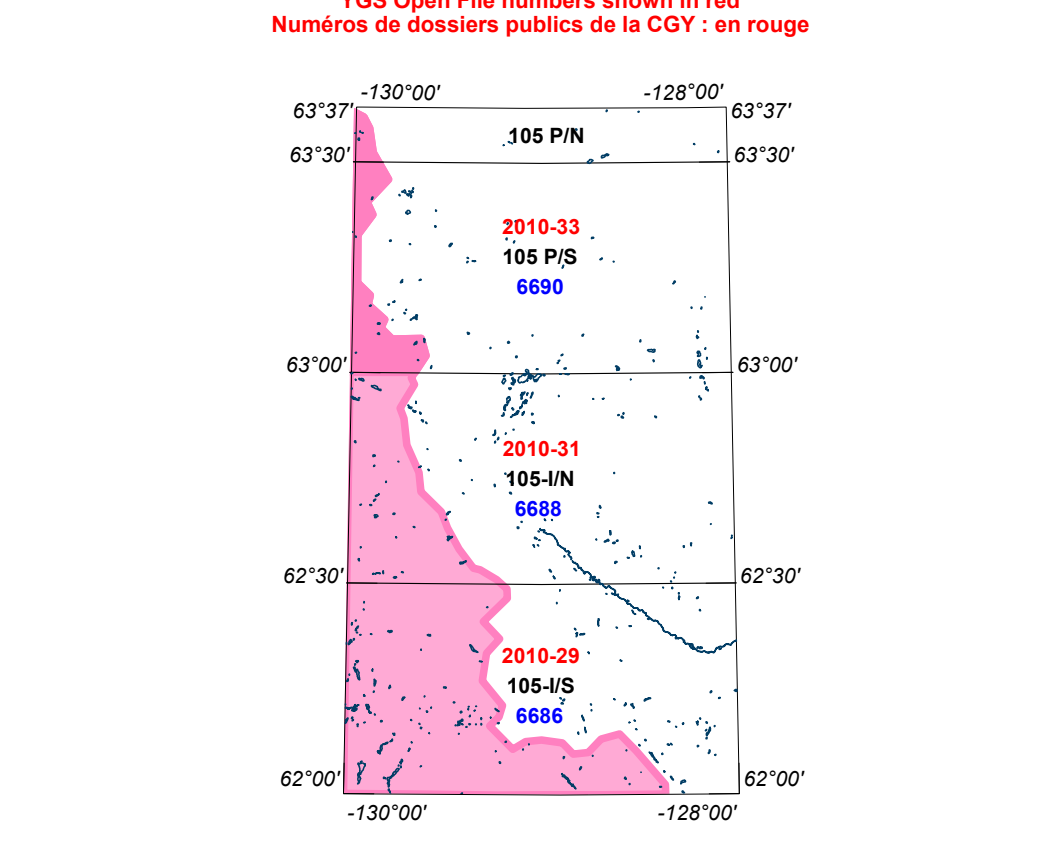 YGS Open File numbers shown in red
Numéros de dossiers publics de la CGY : en rouge
-130°00' -128°00'
63°37' 63°37'
105 P/N
63°30' 63°30'
2010-33
105 P/S
6690
63°00' 63°00'
2010-31
105-I/N
6688
62°30' 62°30'
2010-29
105-I/S
6686
62°00' 62°00'
-130°00' -128°00'